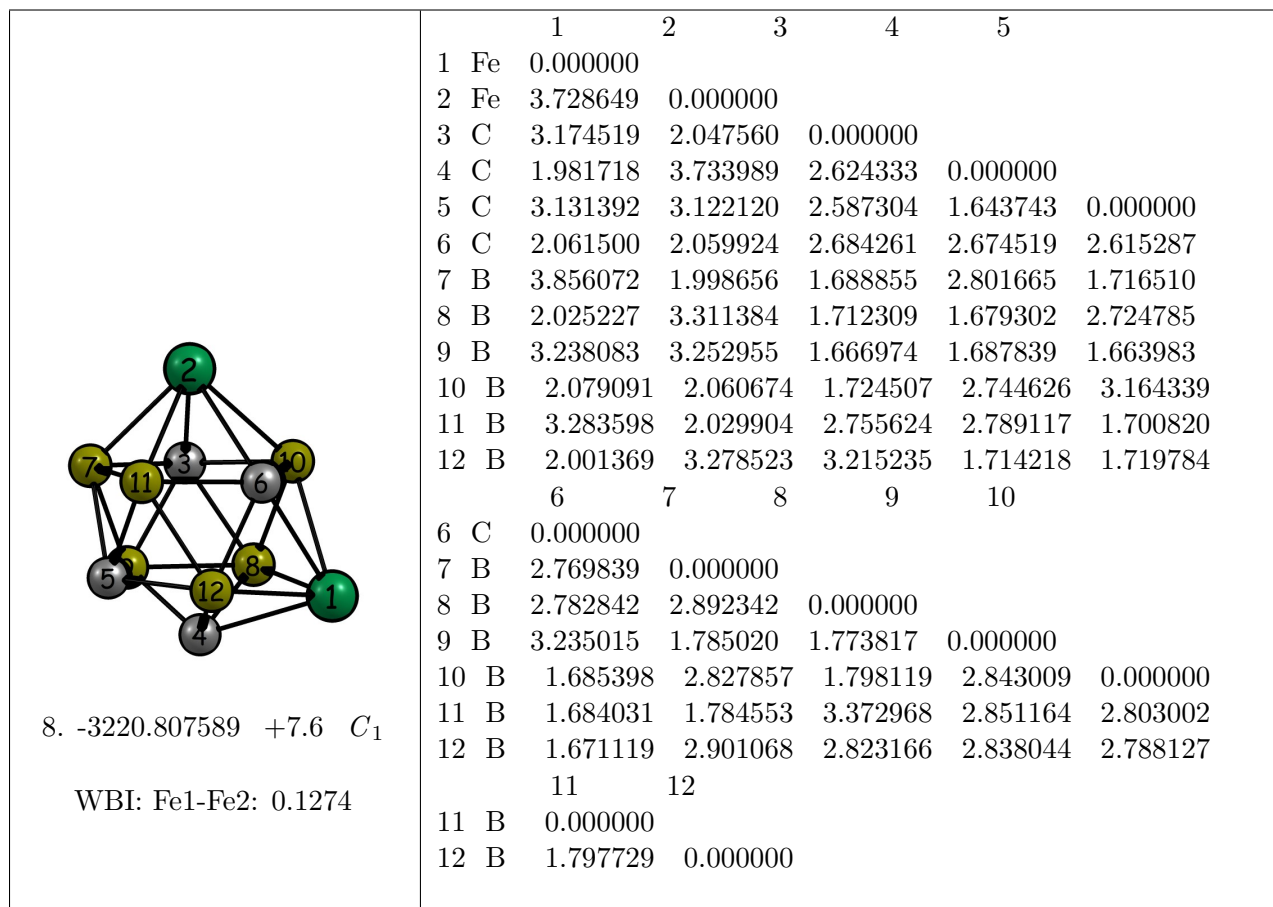 2
7
3
10
11
6
5
9
8
12
1
4
8. -3220.807589 +7.6 C1
WBI: Fe1-Fe2: 0.1274
1 2 3 4 5
1 Fe 0.000000
2 Fe 3.728649 0.000000
3 C 3.174519 2.047560 0.000000
4 C 1.981718 3.733989 2.624333 0.000000
5 C 3.131392 3.122120 2.587304 1.643743 0.000000
6 C 2.061500 2.059924 2.684261 2.674519 2.615287
7 B 3.856072 1.998656 1.688855 2.801665 1.716510
8 B 2.025227 3.311384 1.712309 1.679302 2.724785
9 B 3.238083 3.252955 1.666974 1.687839 1.663983
10 B 2.079091 2.060674 1.724507 2.744626 3.164339
11 B 3.283598 2.029904 2.755624 2.789117 1.700820
12 B 2.001369 3.278523 3.215235 1.714218 1.719784
6 7 8 9 10
6 C 0.000000
7 B 2.769839 0.000000
8 B 2.782842 2.892342 0.000000
9 B 3.235015 1.785020 1.773817 0.000000
10 B 1.685398 2.827857 1.798119 2.843009 0.000000
11 B 1.684031 1.784553 3.372968 2.851164 2.803002
12 B 1.671119 2.901068 2.823166 2.838044 2.788127
11 12
11 B 0.000000
12 B 1.797729 0.000000